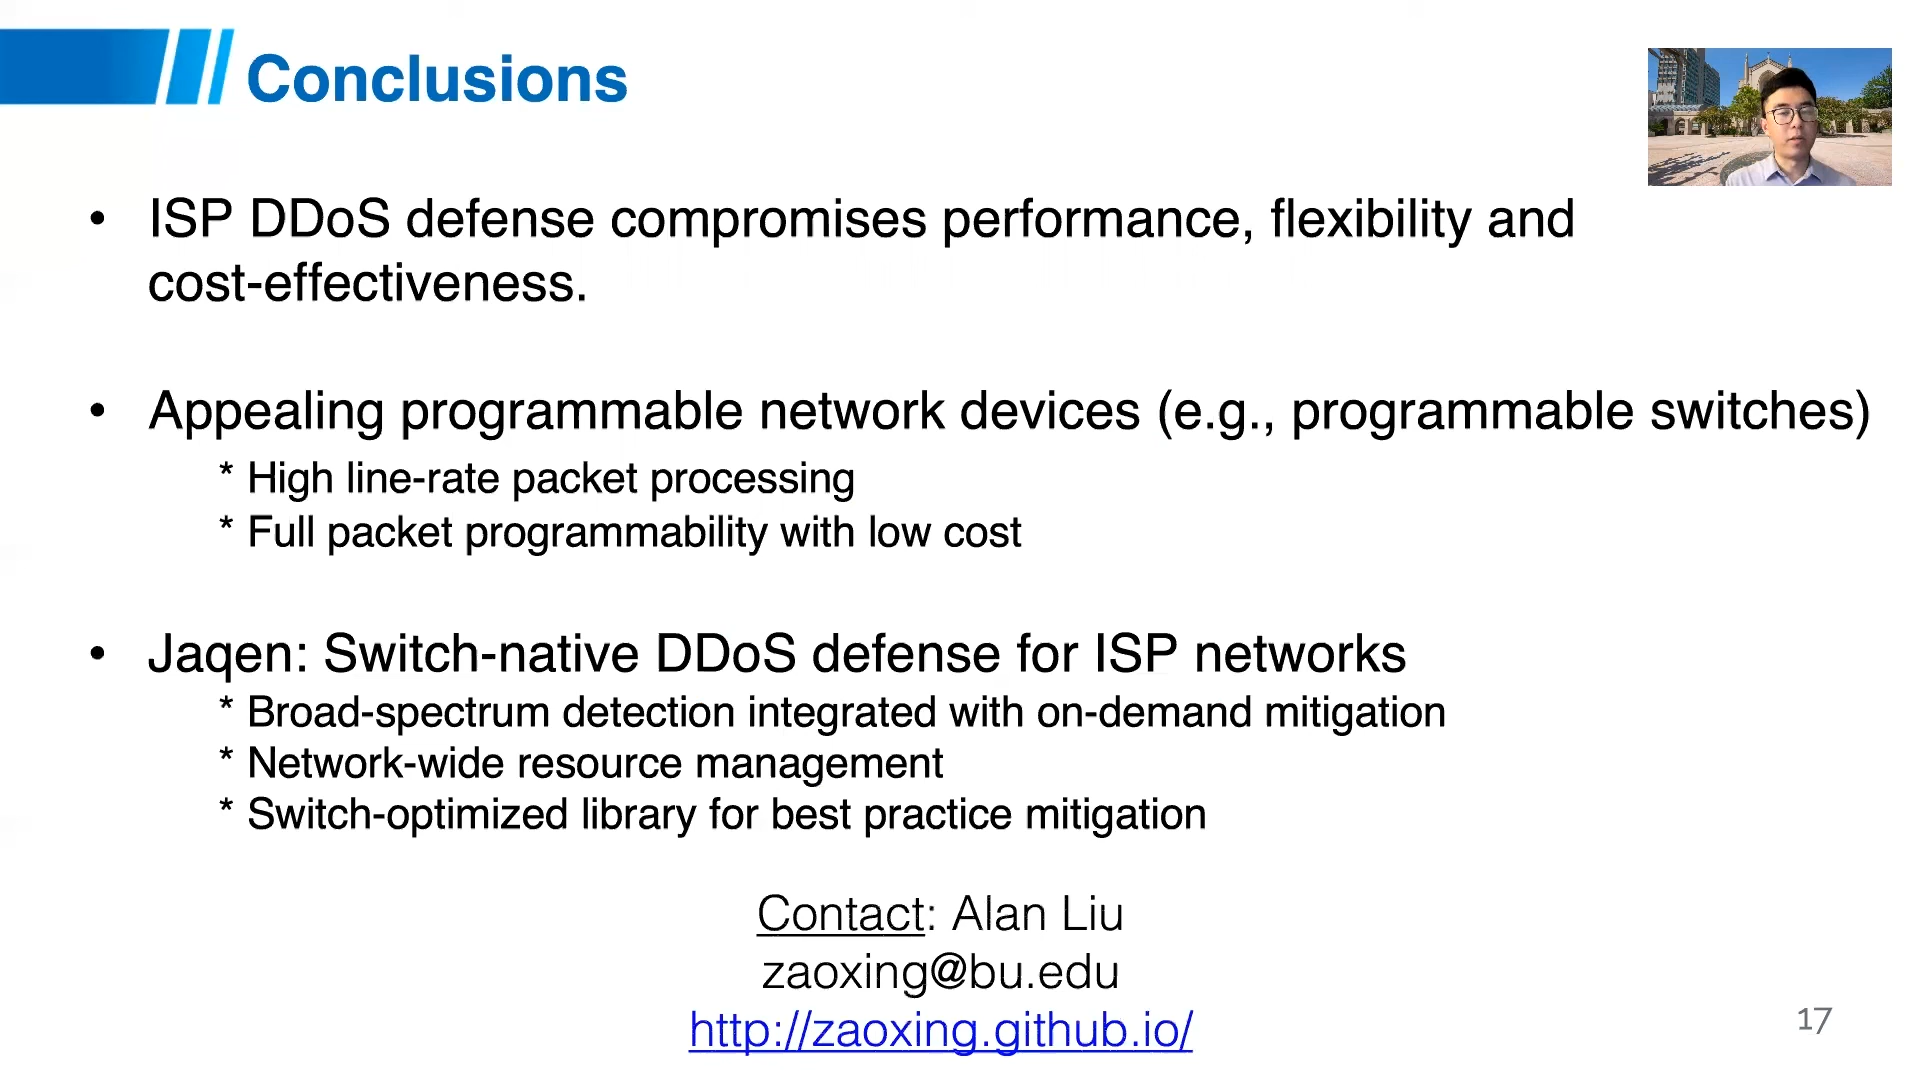 Conclusions
• ISP DDoS defense compromises performance, flexibility and
cost-effectiveness.
• Appealing programmable network devices (e.g., programmable switches)
* High line-rate packet processing
* Full packet programmability with low cost
• Jaqen: Switch-native DDoS defense for ISP networks
* Broad-spectrum detection integrated with on-demand mitigation
* Network-wide resource management
* Switch-optimized library for best practice mitigation
Contact: Alan Liu
zaoxing@bu.edu
http://zaoxing.github.io/
17